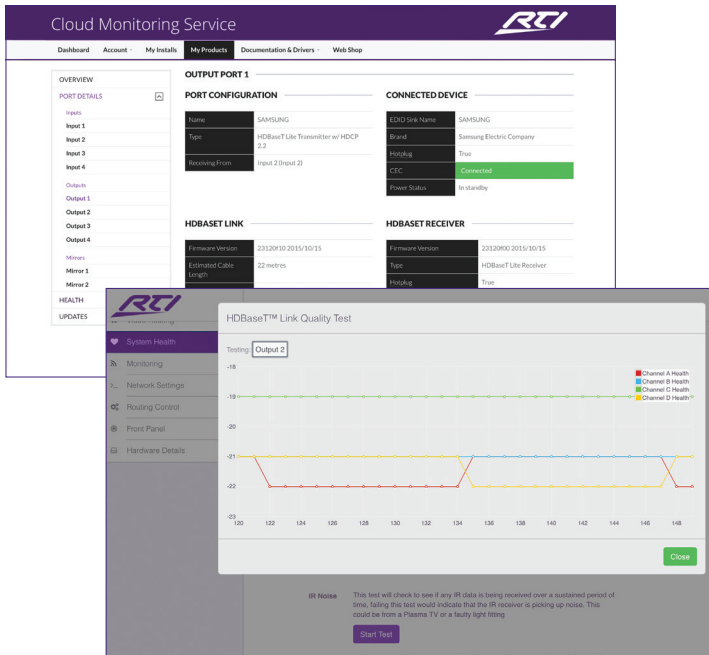 Cloud Monitoring Service
RTI
Dashboard Account My Installs My Products Documentation & Drivers Web Shop
OVERVIEW
PORT DETAILS
Inputs
Input 1
Input 2
Input 3
Input 4
Outputs
Output 1
Output 2
Output 3
Output 4
Mirrors
Mirror 1
Mirror 2
HEALTH
UPDATES
OUTPUT PORT 1
PORT CONFIGURATION
Name SAMSUNG
Type HDBaseT Lite Transmitter w/ HDCP
2.2
Receiving From Input 2 (Input 2)
CONNECTED DEVICE
EDID Sink Name SAMSUNG
Brand Samsung Electric Company
Hotplug True
CEC Connected
Power Status In standby
HDBASET LINK
Firmware Version 23120f10 2015/10/15
Estimated Cable
Length 22 metres
HDBASET RECEIVER
Firmware Version 23120f00 2015/10/15
Type HDBaseT Lite Receiver
Hotplug True
RTI
System Health
Monitoring
Network Settings
Routing Control
Front Panel
Hardware Details
HDBaseT™ Link Quality Test
Testing: Output 2
Channel A Health
Channel B Health
Channel C Health
Channel D Health
-18
-19
-20
-21
-22
-23
120 122 124 126 128 130 132 134 136 138 140 142 144 146 148
Close
IR Noise
This test will check to see if any IR data is being received over a sustained period of
time, failing this test would indicate that the IR receiver is picking up noise. This
could be from a Plasma TV or a faulty light fitting
Start Test